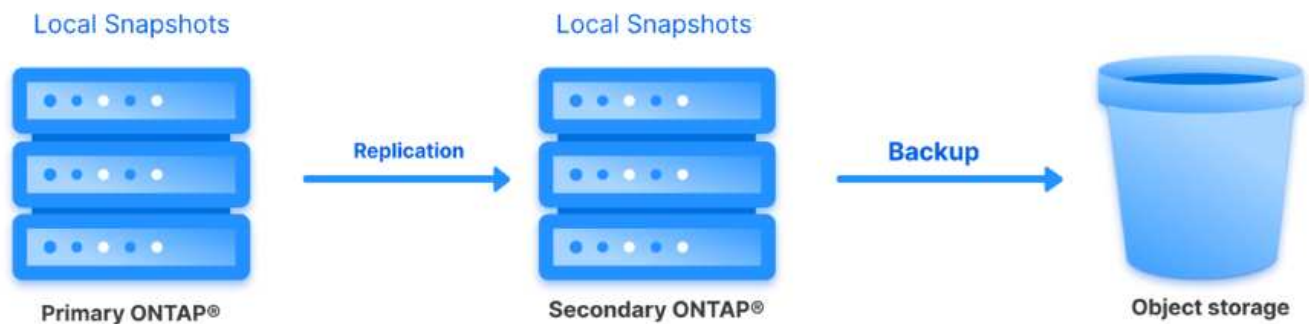 Local Snapshots
Local Snapshots
Replication
Backup
Primary ONTAP®
Secondary ONTAP®
Object storage